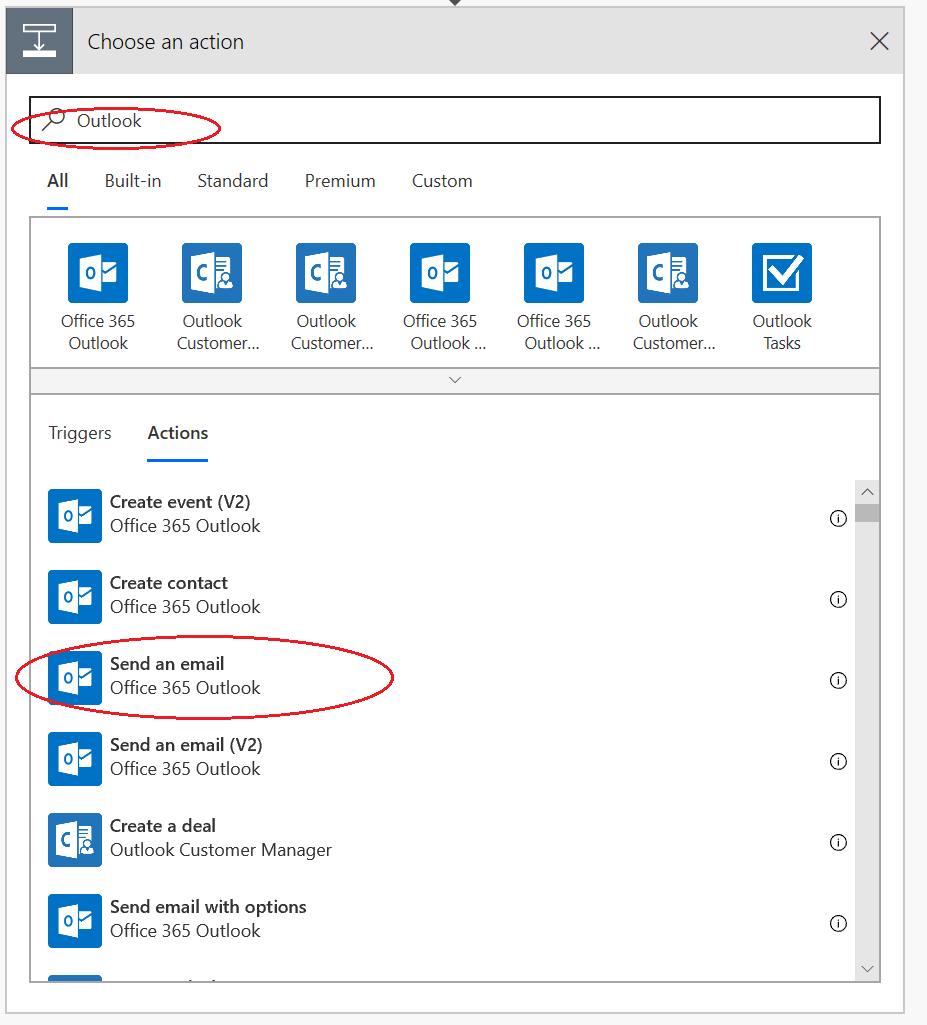 Choose an action
Outlook
All Built-in Standard Premium Custom
Office 365 Outlook
Outlook Customer...
Outlook Customer...
Office 365 Outlook ...
Office 365 Outlook ...
Outlook Customer...
Outlook Tasks
Triggers Actions
Create event (V2)
Office 365 Outlook
Create contact
Office 365 Outlook
Send an email
Office 365 Outlook
Send an email (V2)
Office 365 Outlook
Create a deal
Outlook Customer Manager
Send email with options
Office 365 Outlook